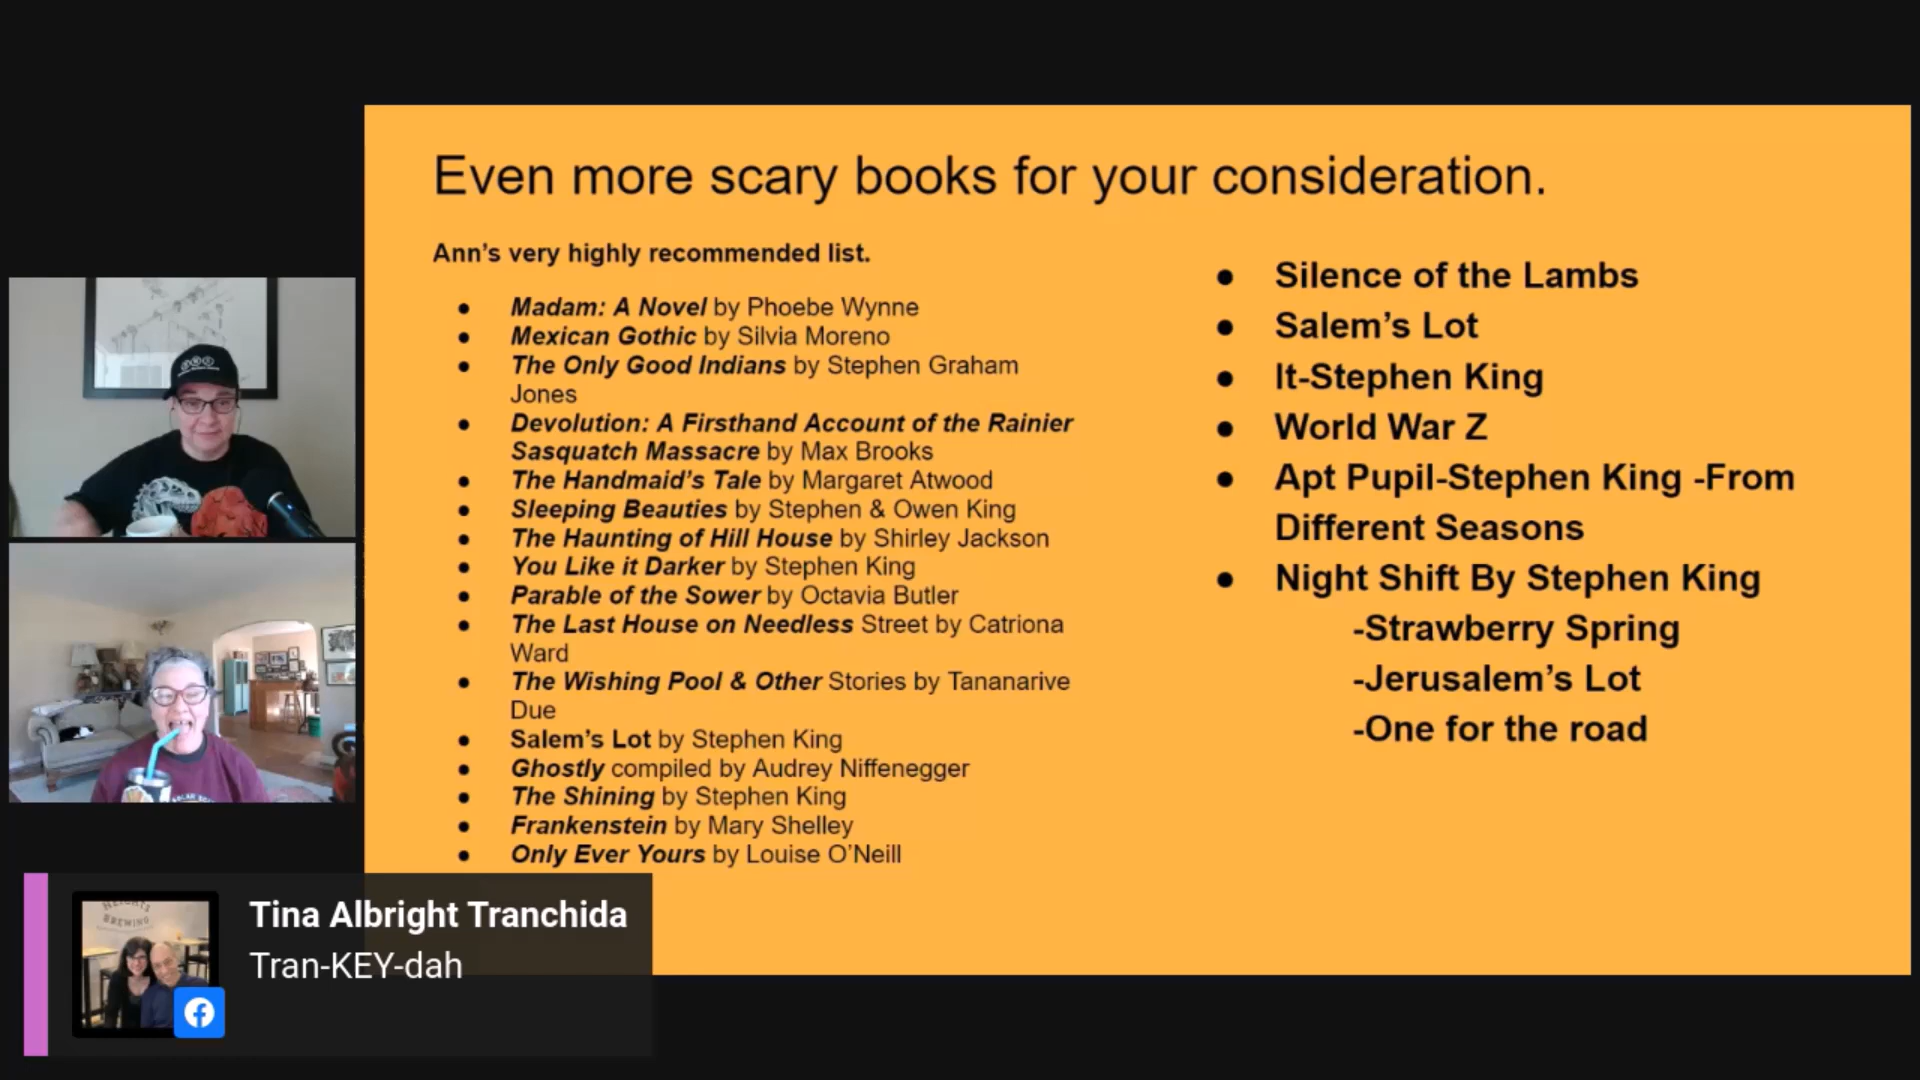 Even more scary books for your consideration.
Ann's very highly recommended list.
● Madam: A Novel by Phoebe Wynne
● Mexican Gothic by Silvia Moreno
● The Only Good Indians by Stephen Graham
Jones
● Devolution: A Firsthand Account of the Rainier
Sasquatch Massacre by Max Brooks
● The Handmaid's Tale by Margaret Atwood
● Sleeping Beauties by Stephen & Owen King
● The Haunting of Hill House by Shirley Jackson
● You Like it Darker by Stephen King
● Parable of the Sower by Octavia Butler
● The Last House on Needless Street by Catriona
Ward
● The Wishing Pool & Other Stories by Tananarive
Due
● Salem's Lot by Stephen King
● Ghostly compiled by Audrey Niffenegger
● The Shining by Stephen King
● Frankenstein by Mary Shelley
● Only Ever Yours by Louise O'Neill
● Silence of the Lambs
● Salem's Lot
● It-Stephen King
● World War Z
● Apt Pupil-Stephen King -From
Different Seasons
● Night Shift By Stephen King
-Strawberry Spring
-Jerusalem's Lot
-One for the road
HEIGHTS
BREWING
Tina Albright Tranchida
Tran-KEY-dah